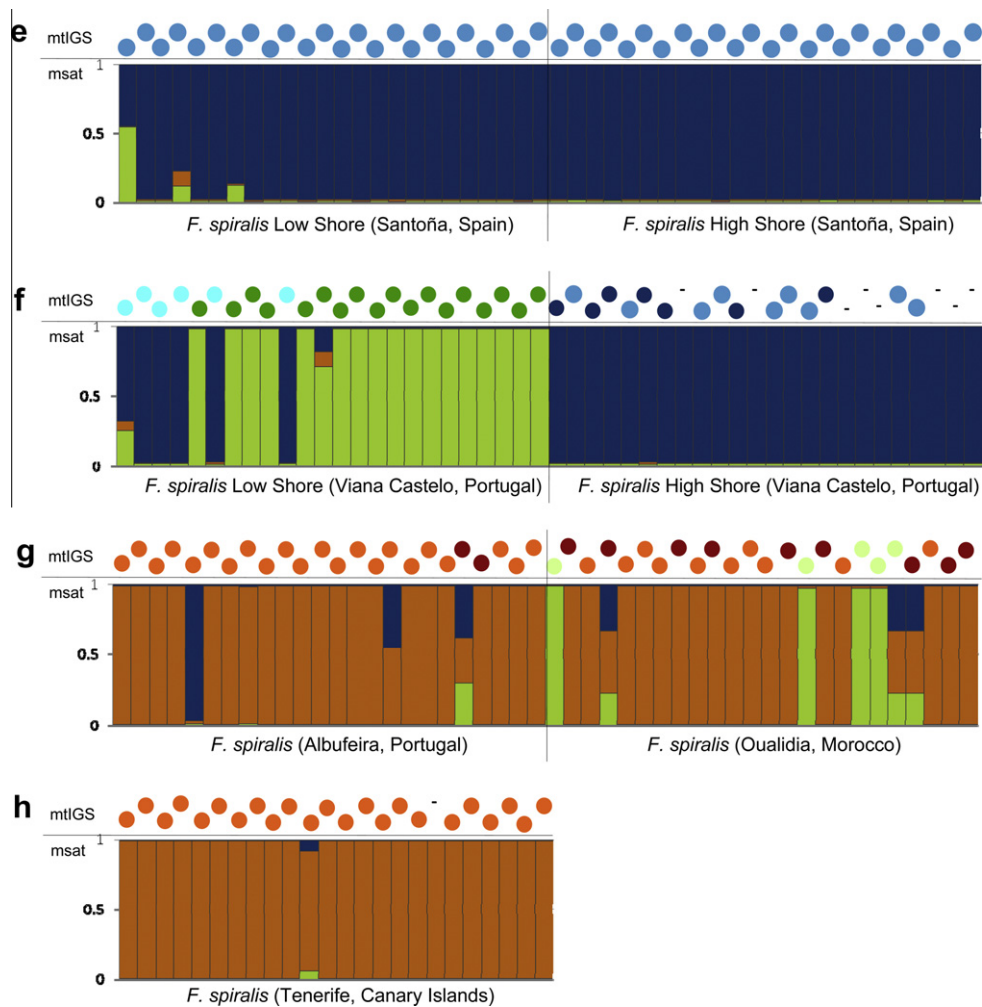 e
mtIGS
msat
1
0.5
0
F. spiralis Low Shore (Santoña, Spain) F. spiralis High Shore (Santoña, Spain)
f
mtIGS - - - - - - - -
msat
1
0.5
0
F. spiralis Low Shore (Viana Castelo, Portugal) F. spiralis High Shore (Viana Castelo, Portugal)
g
mtIGS
msat
1
0.5
0
F. spiralis (Albufeira, Portugal) F. spiralis (Oualidia, Morocco)
h
mtIGS -
msat
1
0.5
0
F. spiralis (Tenerife, Canary Islands)